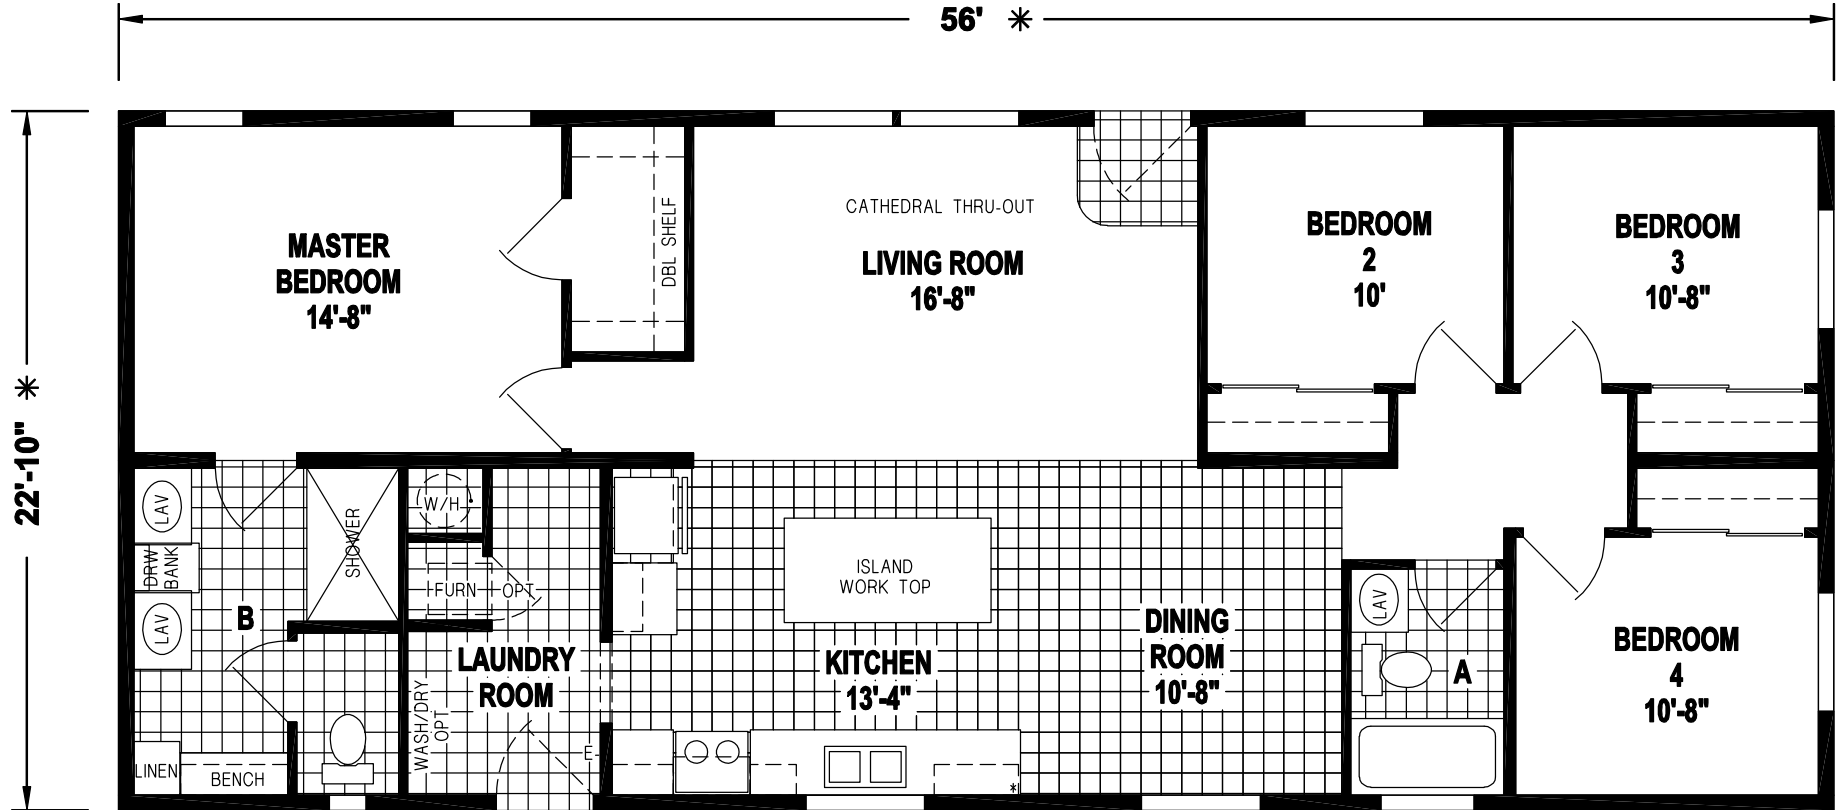 56' ✳
22'-10" ✳
MASTER
BEDROOM
14'-8"
DBL SHELF
CATHEDRAL THRU-OUT
LIVING ROOM
16'-8"
BEDROOM
2
10'
BEDROOM
3
10'-8"
LAV
DRW
BANK
LAV
B
SHOWER
LINEN
BENCH
W/H
FURN
OPT
LAUNDRY
ROOM
WASH/DRY
OPT
E
ISLAND
WORK TOP
KITCHEN
13'-4"
*
DINING
ROOM
10'-8"
LAV
A
BEDROOM
4
10'-8"